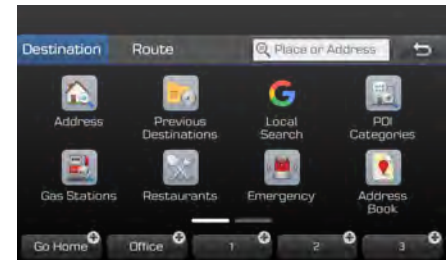 Destination
Route
Place or Address
Address
Previous
Destinations
Local
Search
POI
Categories
Gas Stations
Restaurants
Emergency
Address
Book
Go Home
Office
1
2
3